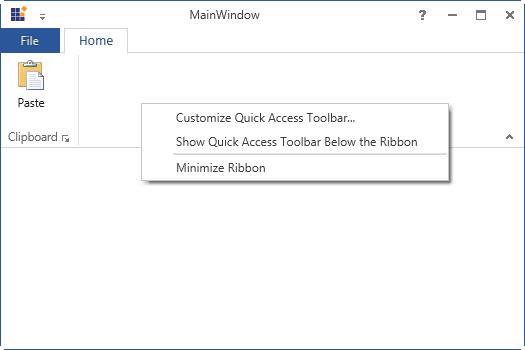 MainWindow
?
File
Home
Paste
Clipboard
Customize Quick Access Toolbar...
Show Quick Access Toolbar Below the Ribbon
Minimize Ribbon